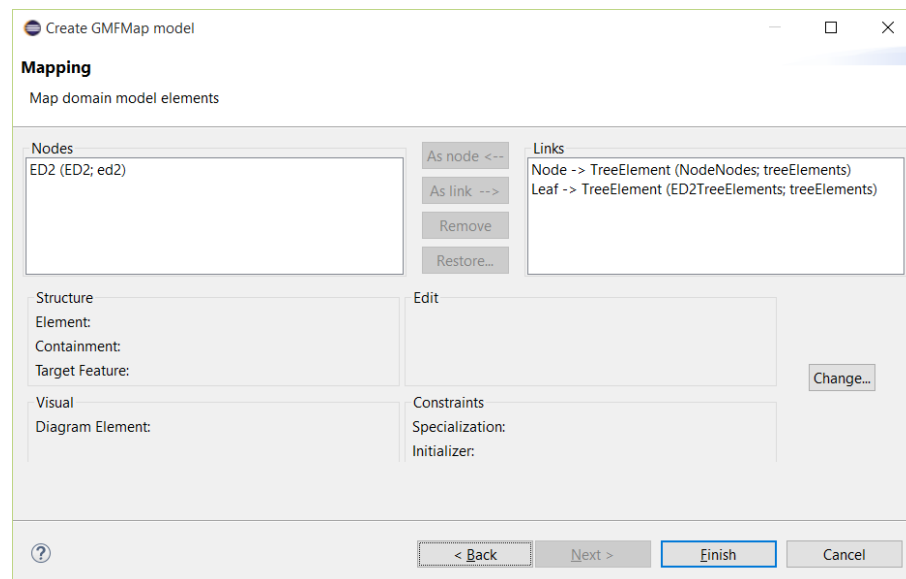 Create GMFMap model
Mapping
Map domain model elements
Nodes
ED2 (ED2; ed2)
As node <--
As link -->
Remove
Restore...
Links
Node -> TreeElement (NodeNodes; treeElements)
Leaf -> TreeElement (ED2TreeElements; treeElements)
Structure
Element:
Containment:
Target Feature:
Edit
Change...
Visual
Diagram Element:
Constraints
Specialization:
Initializer:
?
< Back
Next >
Finish
Cancel